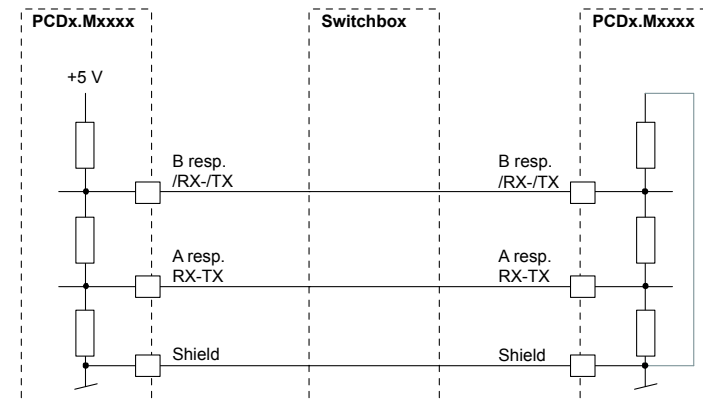 PCDx.Mxxxx
Switchbox
PCDx.Mxxxx
+5 V
B resp.
/RX-/TX
B resp.
/RX-/TX
A resp.
RX-TX
A resp.
RX-TX
Shield
Shield